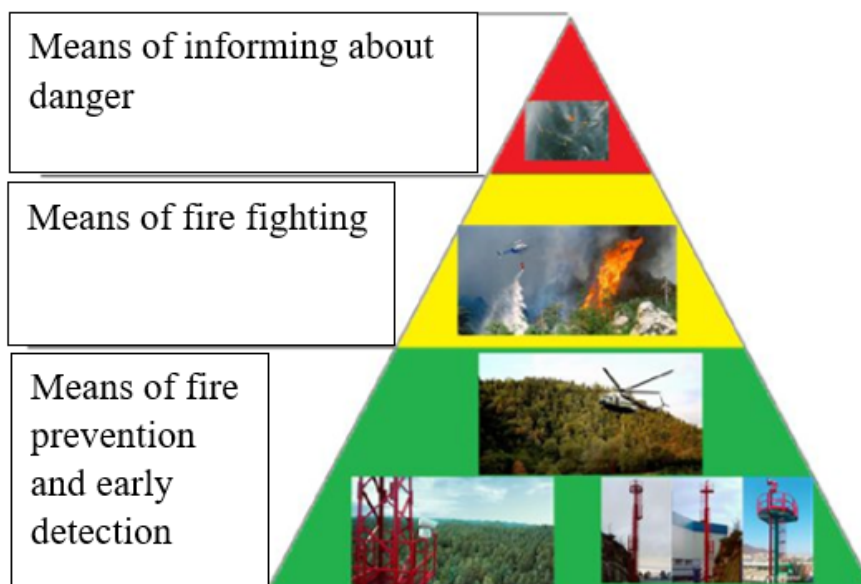 Means of informing about
danger
Means of fire fighting
Means of fire
prevention
and early
detection